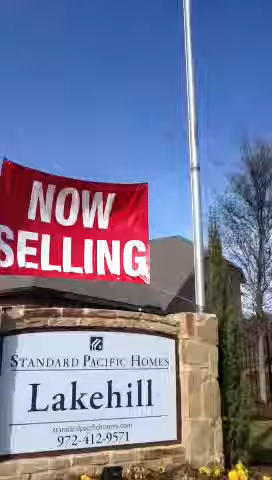 NOW
SELLING
STANDARD PACIFIC HOMES
Lakehill
standardpacifichomes.com
972-412-9571